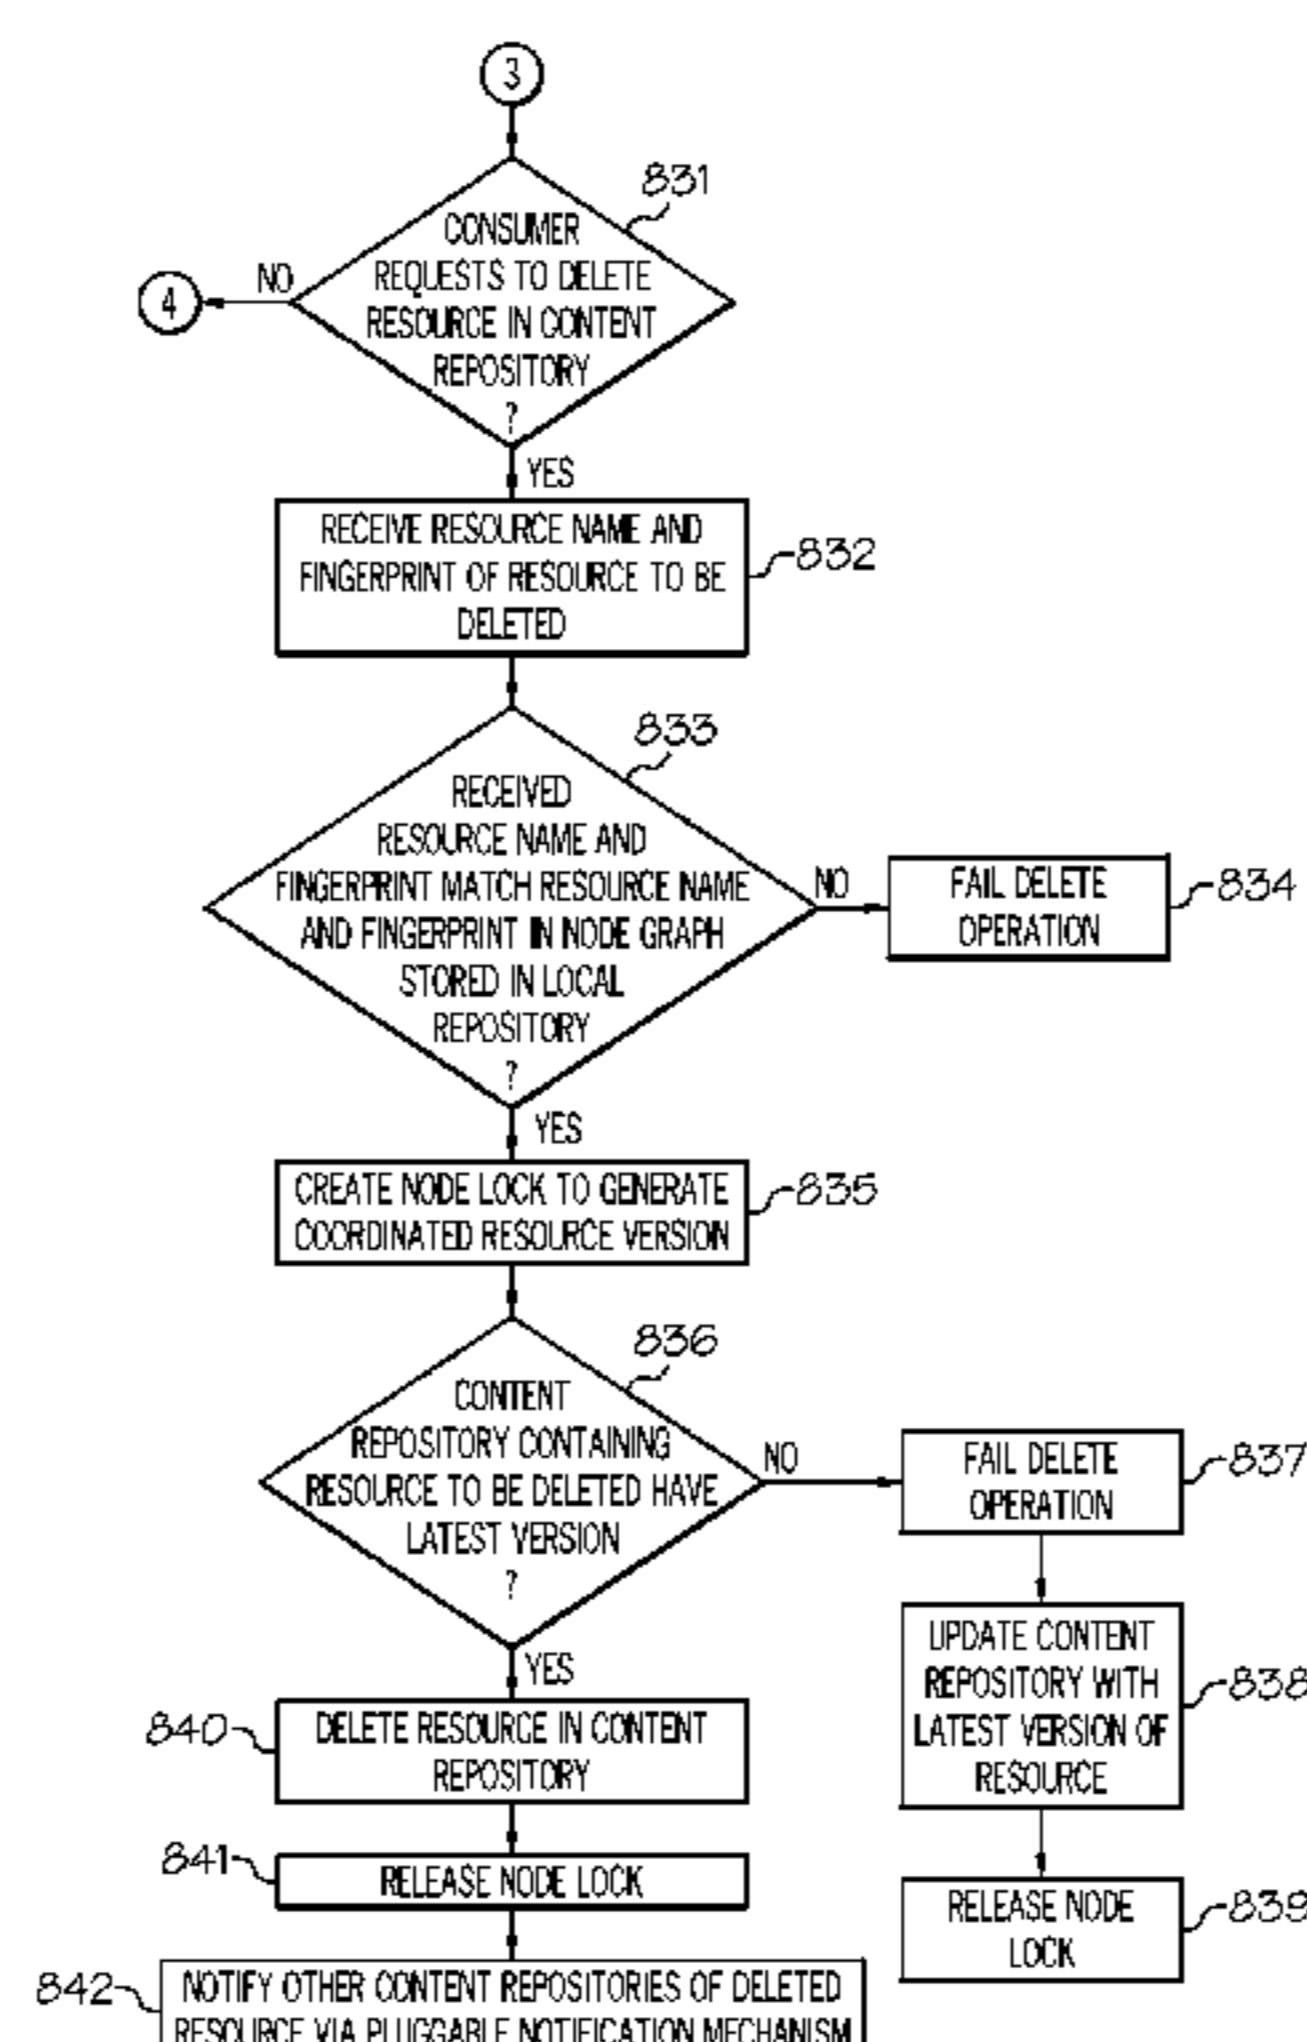 3
831
CONSUMER
REQUESTS TO DELETE
RESOURCE IN CONTENT
REPOSITORY
?
NO
4
YES
RECEIVE RESOURCE NAME AND
FINGERPRINT OF RESOURCE TO BE
DELETED
832
833
RECEIVED
RESOURCE NAME AND
FINGERPRINT MATCH RESOURCE NAME
AND FINGERPRINT IN NODE GRAPH
STORED IN LOCAL
REPOSITORY
?
NO
FAIL DELETE
OPERATION
834
YES
CREATE NODE LOCK TO GENERATE
COORDINATED RESOURCE VERSION
835
836
CONTENT
REPOSITORY CONTAINING
RESOURCE TO BE DELETED HAVE
LATEST VERSION
?
NO
FAIL DELETE
OPERATION
837
UPDATE CONTENT
REPOSITORY WITH
LATEST VERSION OF
RESOURCE
838
RELEASE NODE
LOCK
839
YES
840
DELETE RESOURCE IN CONTENT
REPOSITORY
841
RELEASE NODE LOCK
842
NOTIFY OTHER CONTENT REPOSITORIES OF DELETED
RESOURCE VIA PLUGGABLE NOTIFICATION MECHANISM